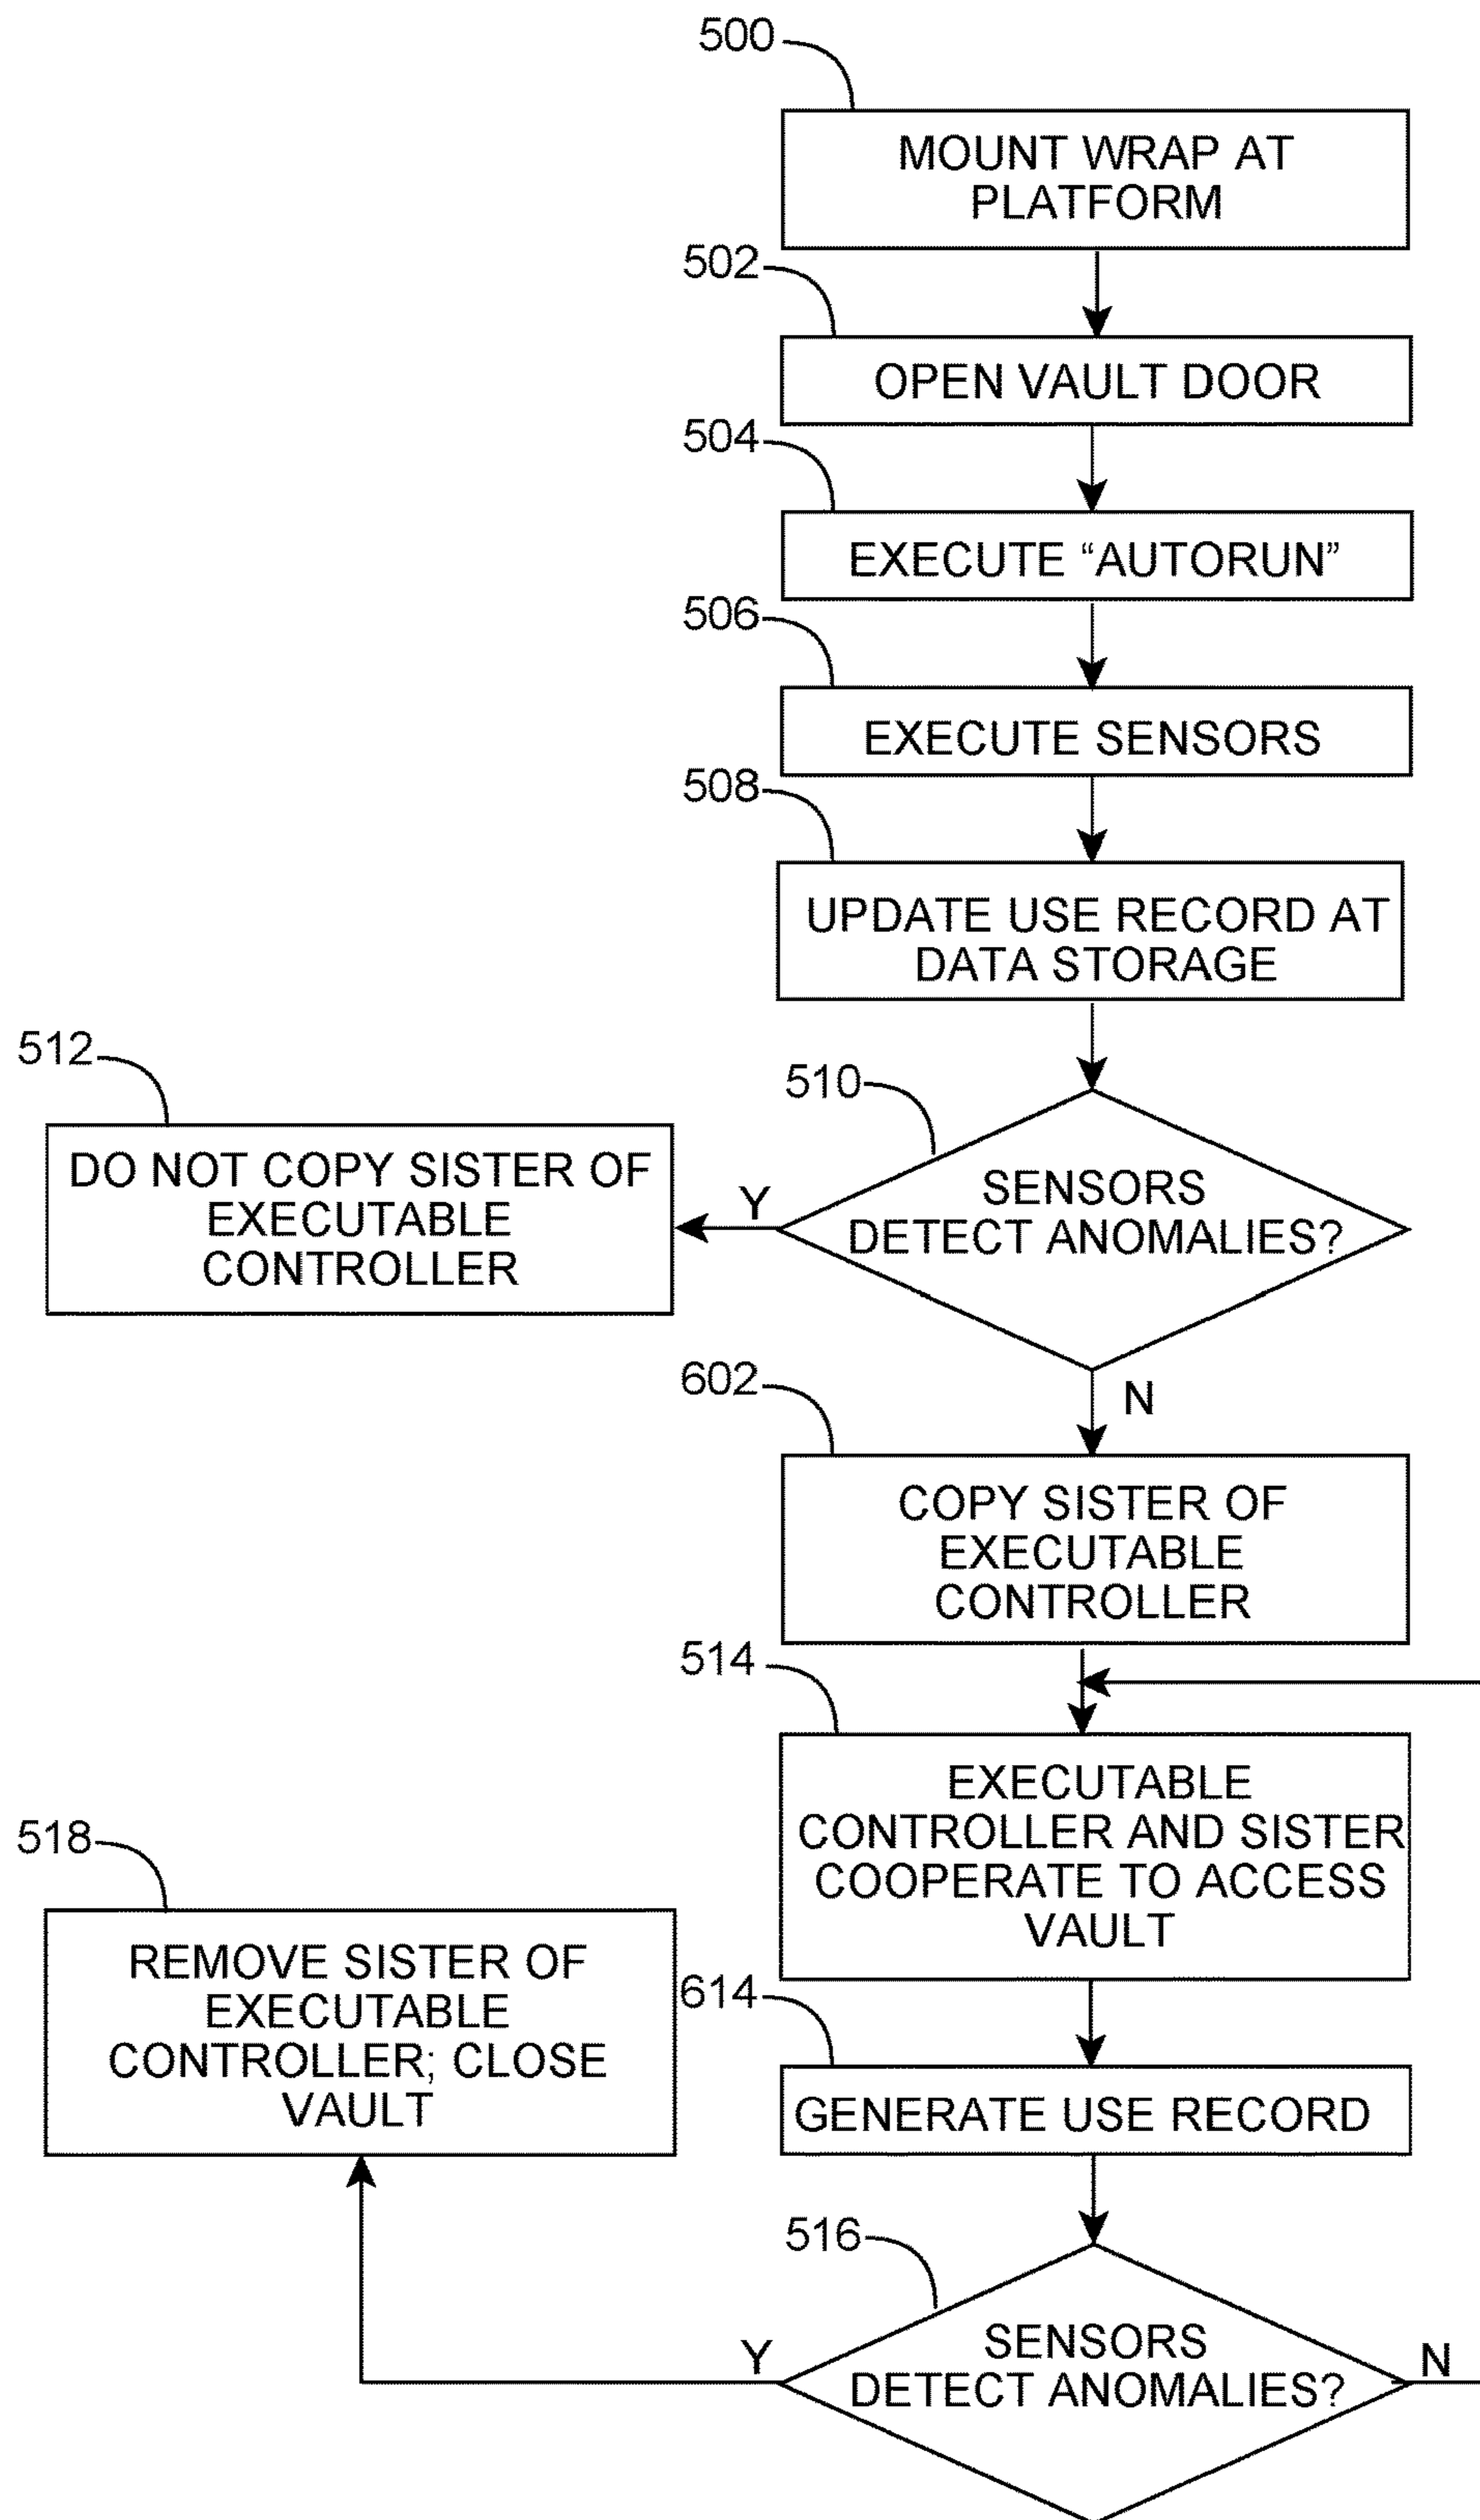 500
MOUNT WRAP AT
PLATFORM
502
OPEN VAULT DOOR
504
EXECUTE “AUTORUN”
506
EXECUTE SENSORS
508
UPDATE USE RECORD AT
DATA STORAGE
510
SENSORS
DETECT ANOMALIES?
Y
512
DO NOT COPY SISTER OF
EXECUTABLE
CONTROLLER
N
602
COPY SISTER OF
EXECUTABLE
CONTROLLER
514
EXECUTABLE
CONTROLLER AND SISTER
COOPERATE TO ACCESS
VAULT
614
GENERATE USE RECORD
516
SENSORS
DETECT ANOMALIES?
Y
N
518
REMOVE SISTER OF
EXECUTABLE
CONTROLLER; CLOSE
VAULT